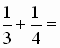 1/3 + 1/4 =